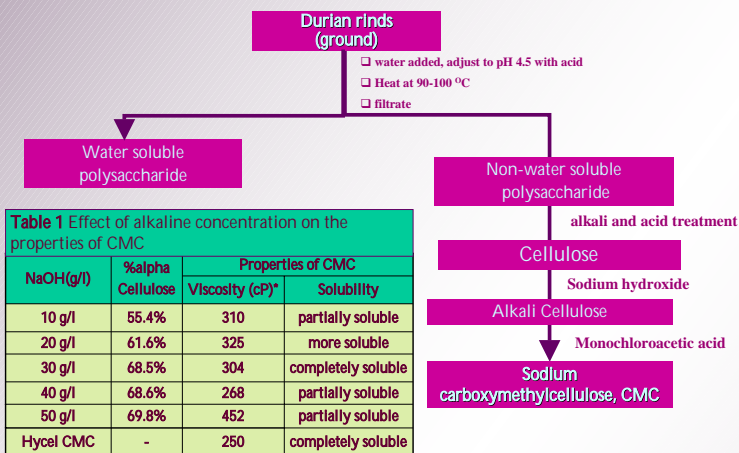 Durian rinds
(ground)
❑ water added, adjust to pH 4.5 with acid
❑ Heat at 90-100 ᴼC
❑ filtrate
Water soluble
polysaccharide
Non-water soluble
polysaccharide
alkali and acid treatment
Cellulose
Sodium hydroxide
Alkali Cellulose
Monochloroacetic acid
Sodium
carboxymethylcellulose, CMC
Table 1 Effect of alkaline concentration on the
properties of CMC
NaOH(g/l) %alpha Cellulose Properties of CMC
Viscosity (cP)* Solubility
10 g/l 55.4% 310 partially soluble
20 g/l 61.6% 325 more soluble
30 g/l 68.5% 304 completely soluble
40 g/l 68.6% 268 partially soluble
50 g/l 69.8% 452 partially soluble
Hycel CMC - 250 completely soluble